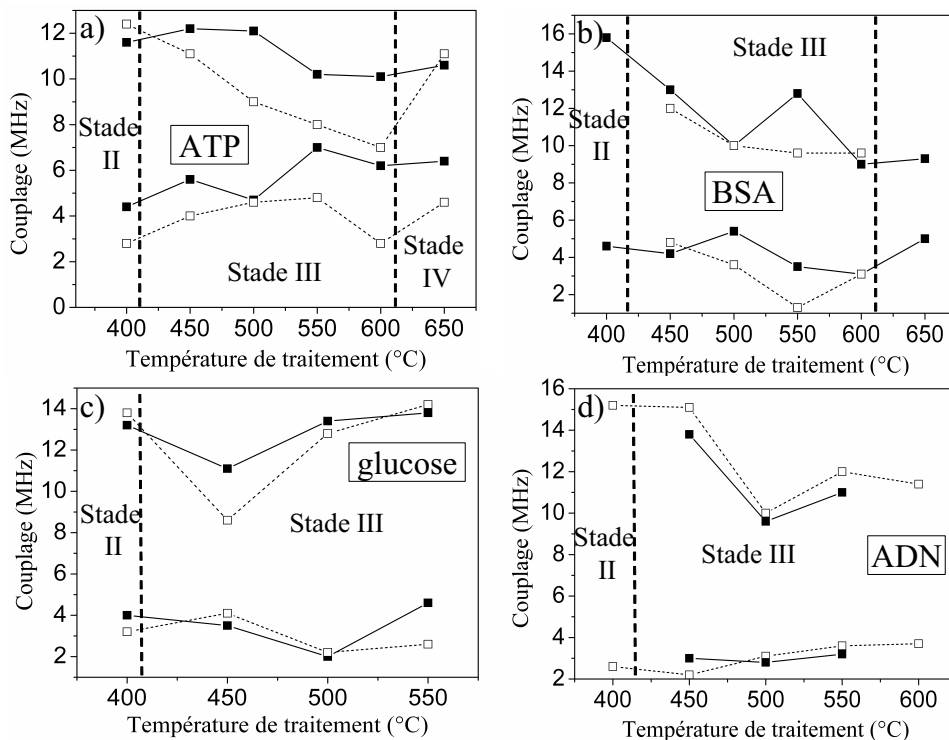 a)
12
10
8
6
4
2
0
Couplage (MHz)
Stade
II
ATP
Stade III
Stade
IV
400 450 500 550 600 650
Température de traitement (°C)
b)
16
14
12
10
8
6
4
2
Couplage (MHz)
Stade III
Stade
II
BSA
400 450 500 550 600 650
Température de traitement (°C)
c)
14
12
10
8
6
4
2
Couplage (MHz)
glucose
Stade
II
Stade III
400 450 500 550
Température de traitement (°C)
d)
16
14
12
10
8
6
4
2
Couplage (MHz)
Stade
II
Stade III
ADN
400 450 500 550 600
Température de traitement (°C)